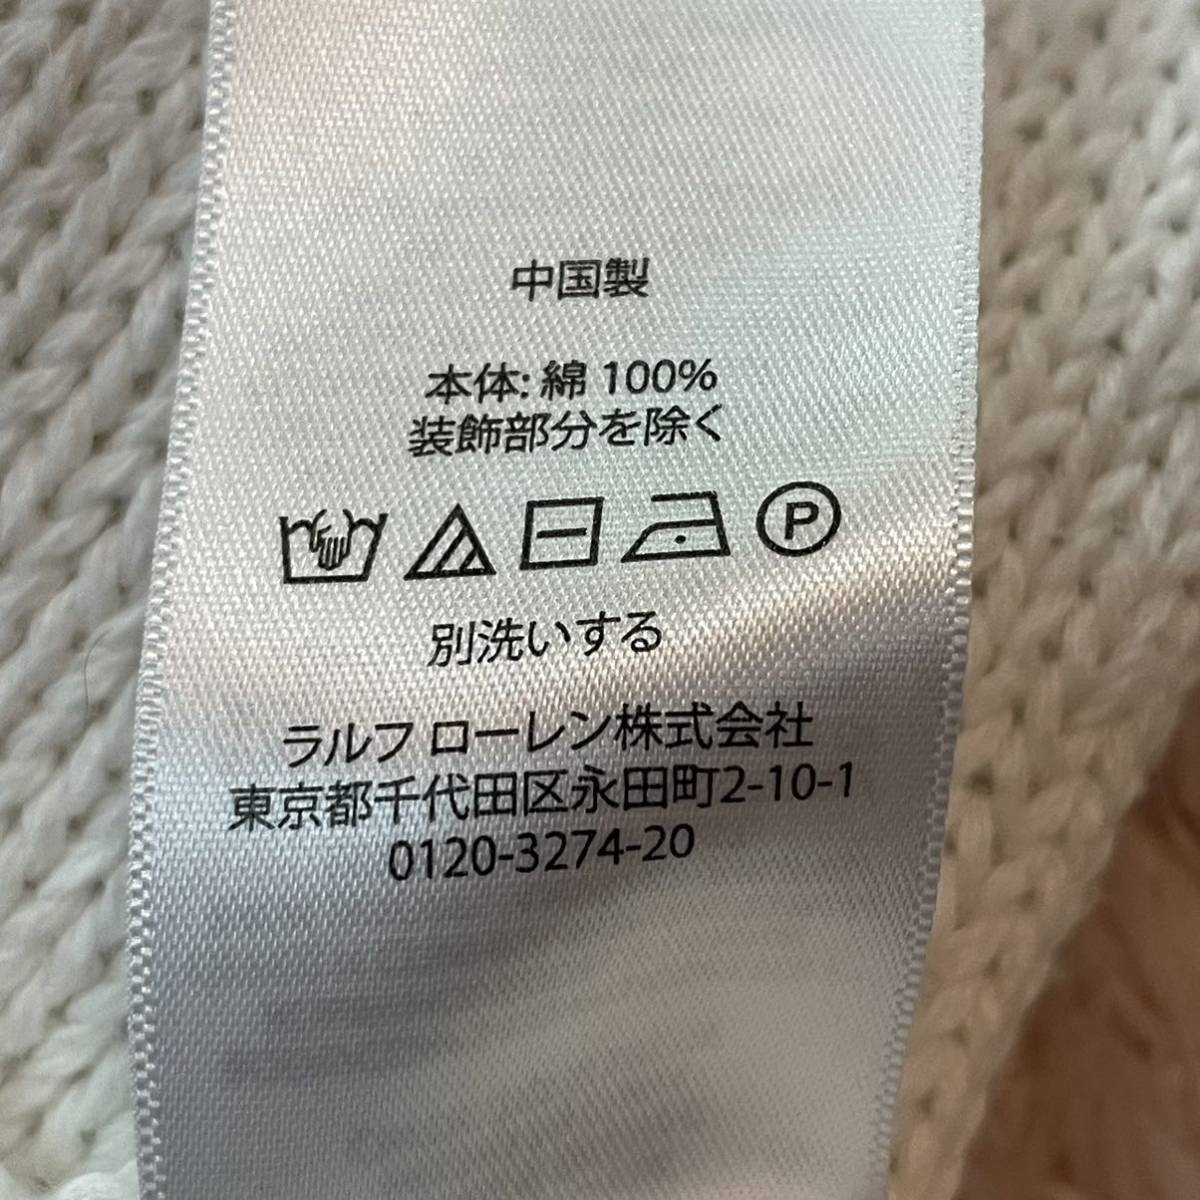 中国製
本体: 綿 100%
装飾部分を除く
P
別洗いする
ラルフ ローレン株式会社
東京都千代田区永田町2-10-1
0120-3274-20